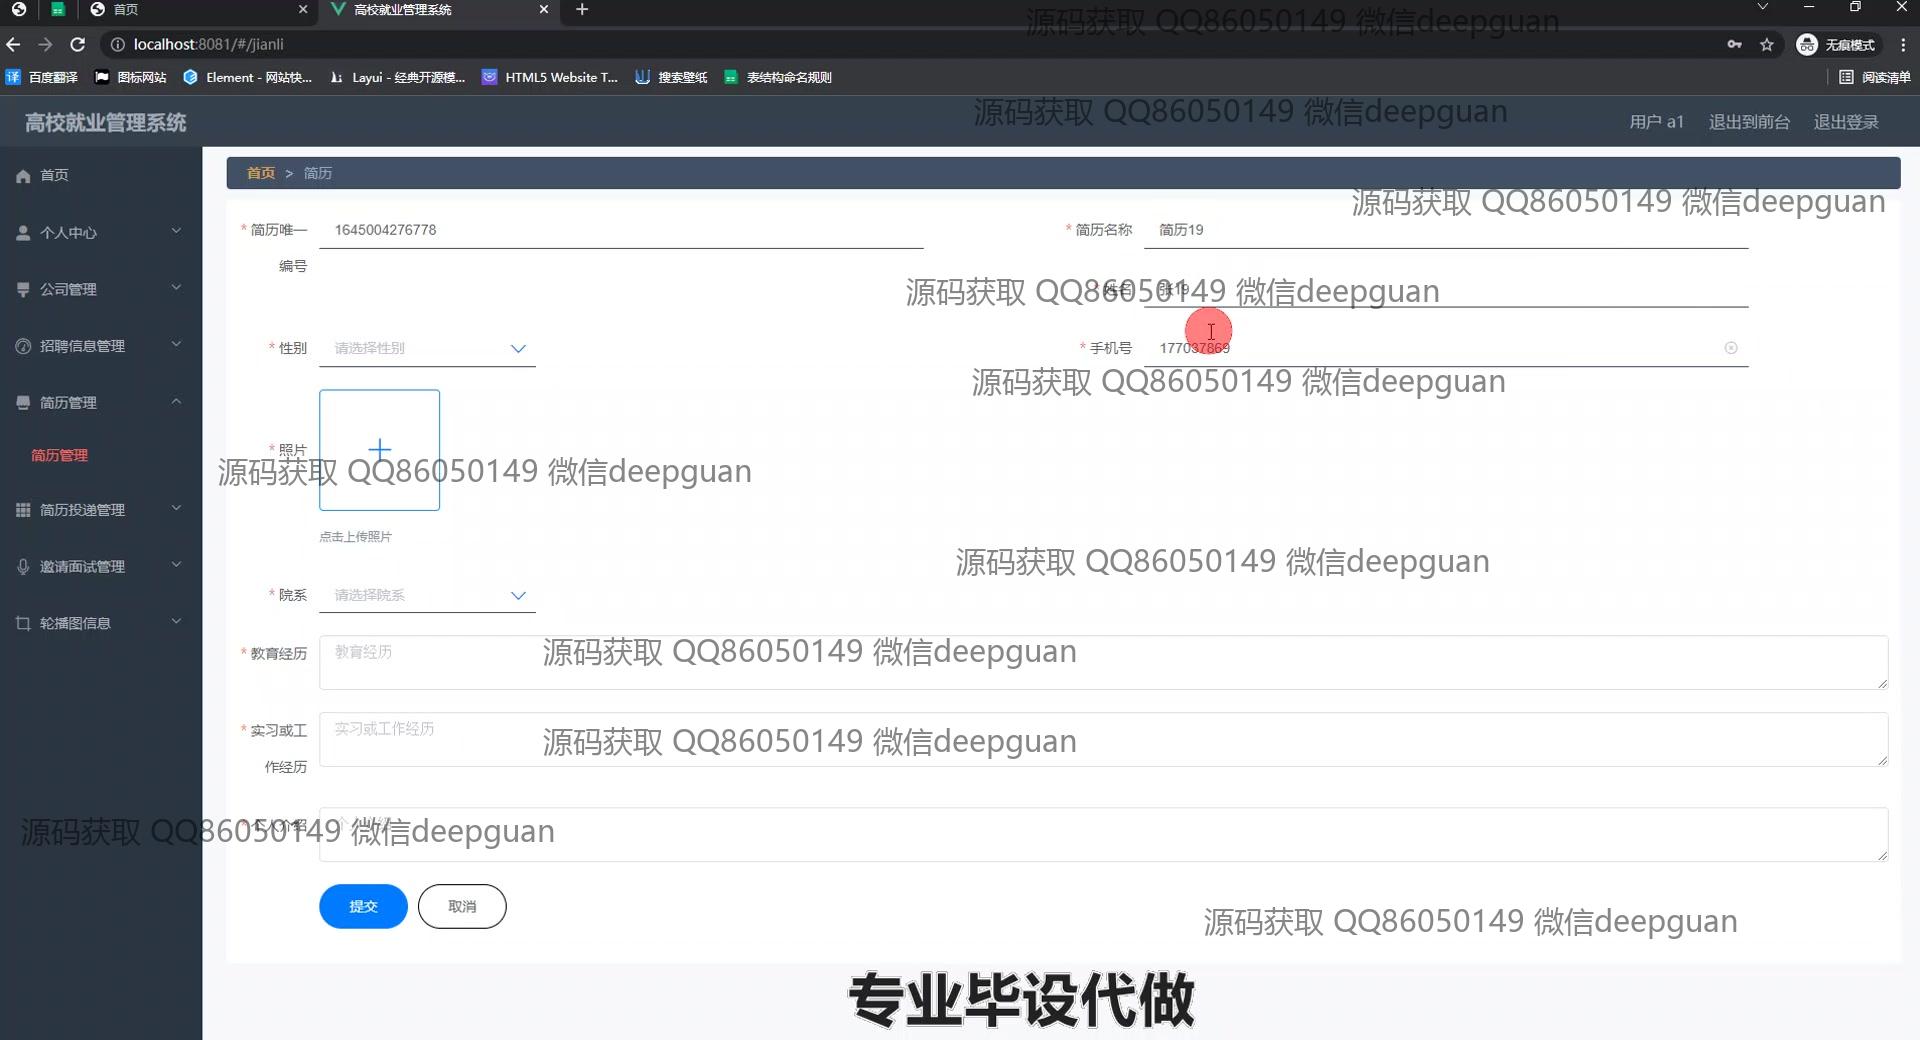 首页
高校就业管理系统
源码获取 QQ86050149 微信deepguan
localhost:8081/#/jianli
无痕模式
百度翻译
图标网站
Element - 网站快...
Layui - 经典开源模...
HTML5 Website T...
搜索壁纸
表结构命名规则
阅读清单
高校就业管理系统
源码获取 QQ86050149 微信deepguan
用户 a1
退出到前台
退出登录
首页
个人中心
公司管理
招聘信息管理
简历管理
简历管理
简历投递管理
邀请面试管理
轮播图信息
首页 > 简历
源码获取 QQ86050149 微信deepguan
* 简历唯一
编号
1645004276778
* 简历名称
简历19
源码获取 QQ86050149 微信deepguan
* 姓名
张19
* 性别
请选择性别
* 手机号
177037869
源码获取 QQ86050149 微信deepguan
* 照片
源码获取 QQ86050149 微信deepguan
点击上传照片
源码获取 QQ86050149 微信deepguan
* 院系
请选择院系
* 教育经历
教育经历
源码获取 QQ86050149 微信deepguan
* 实习或工
作经历
实习或工作经历
源码获取 QQ86050149 微信deepguan
* 个人介绍
源码获取 QQ86050149 微信deepguan
提交
取消
源码获取 QQ86050149 微信deepguan
专业毕设代做